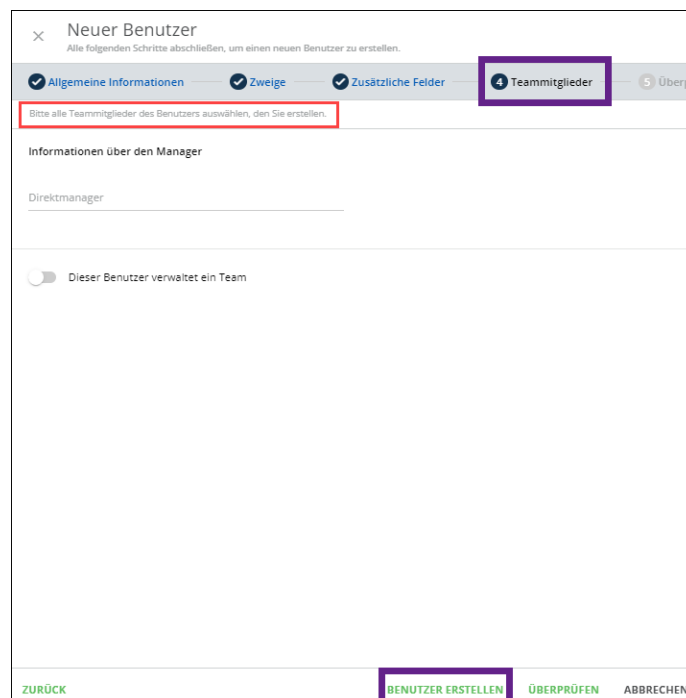 Neuer Benutzer
Alle folgenden Schritte abschließen, um einen neuen Benutzer zu erstellen.
Allgemeine Informationen Zweige Zusätzliche Felder 4 Teammitglieder 5 Über
Bitte alle Teammitglieder des Benutzers auswählen, den Sie erstellen.
Informationen über den Manager
Direktmanager
Dieser Benutzer verwaltet ein Team
ZURÜCK BENUTZER ERSTELLEN ÜBERPRÜFEN ABBRECHEN